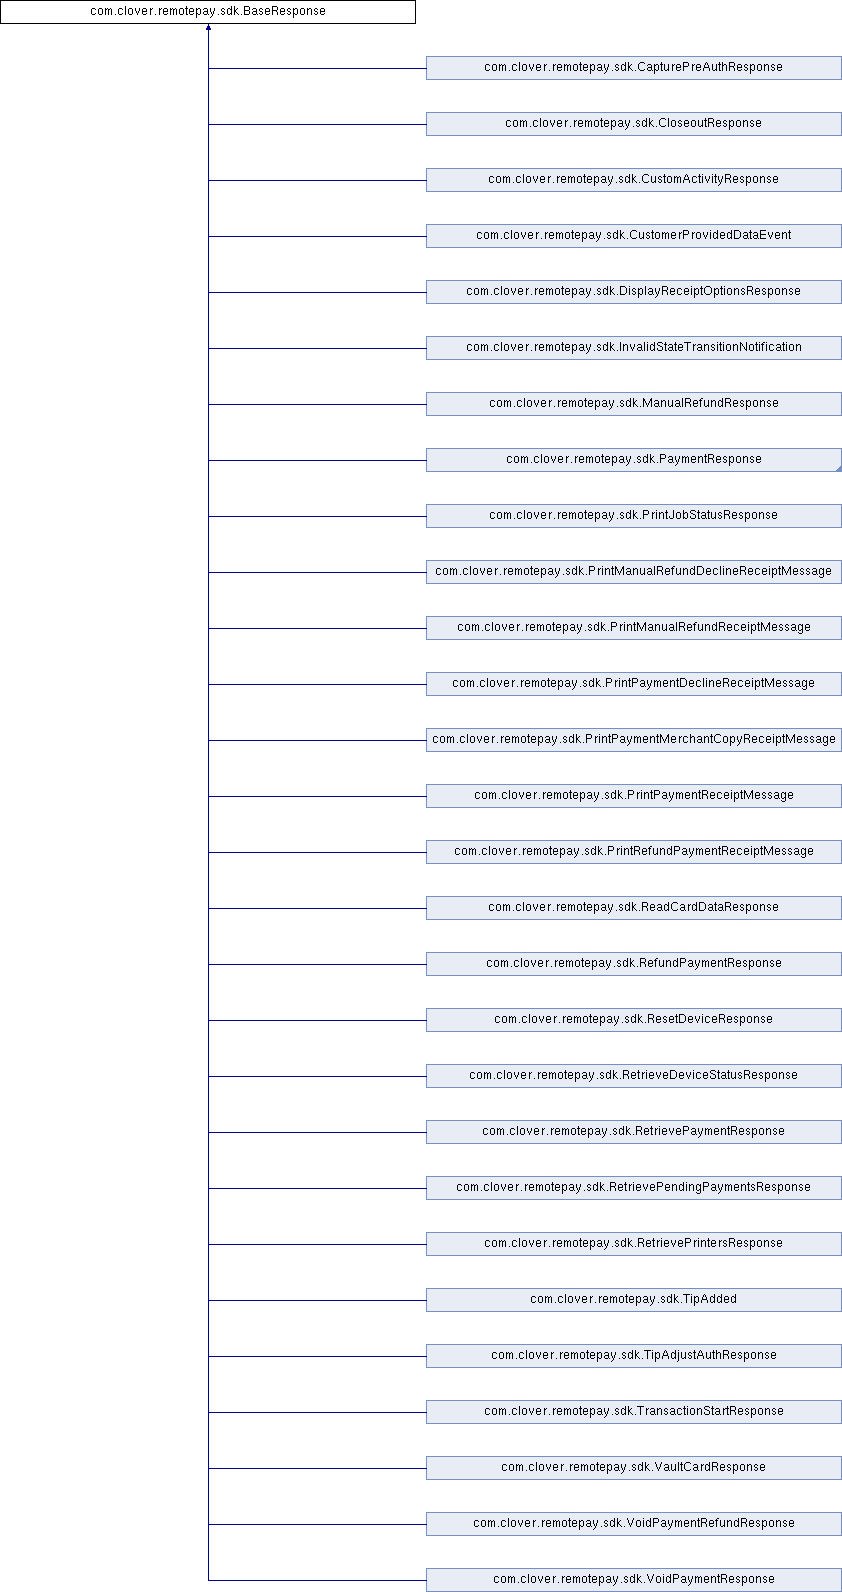 com.clover.remotepay.sdk.BaseResponse
com.clover.remotepay.sdk.CapturePreAuthResponse
com.clover.remotepay.sdk.CloseoutResponse
com.clover.remotepay.sdk.CustomActivityResponse
com.clover.remotepay.sdk.CustomerProvidedDataEvent
com.clover.remotepay.sdk.DisplayReceiptOptionsResponse
com.clover.remotepay.sdk.InvalidStateTransitionNotification
com.clover.remotepay.sdk.ManualRefundResponse
com.clover.remotepay.sdk.PaymentResponse
com.clover.remotepay.sdk.PrintJobStatusResponse
com.clover.remotepay.sdk.PrintManualRefundDeclineReceiptMessage
com.clover.remotepay.sdk.PrintManualRefundReceiptMessage
com.clover.remotepay.sdk.PrintPaymentDeclineReceiptMessage
com.clover.remotepay.sdk.PrintPaymentMerchantCopyReceiptMessage
com.clover.remotepay.sdk.PrintPaymentReceiptMessage
com.clover.remotepay.sdk.PrintRefundPaymentReceiptMessage
com.clover.remotepay.sdk.ReadCardDataResponse
com.clover.remotepay.sdk.RefundPaymentResponse
com.clover.remotepay.sdk.ResetDeviceResponse
com.clover.remotepay.sdk.RetrieveDeviceStatusResponse
com.clover.remotepay.sdk.RetrievePaymentResponse
com.clover.remotepay.sdk.RetrievePendingPaymentsResponse
com.clover.remotepay.sdk.RetrievePrintersResponse
com.clover.remotepay.sdk.TipAdded
com.clover.remotepay.sdk.TipAdjustAuthResponse
com.clover.remotepay.sdk.TransactionStartResponse
com.clover.remotepay.sdk.VaultCardResponse
com.clover.remotepay.sdk.VoidPaymentRefundResponse
com.clover.remotepay.sdk.VoidPaymentResponse